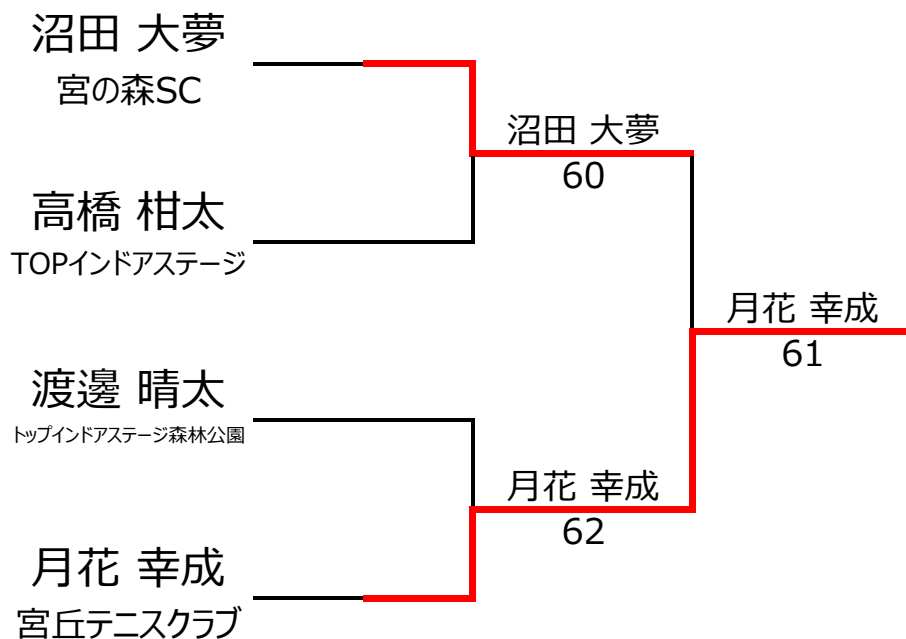 沼田 大夢
宮の森SC
沼田 大夢
60
高橋 柑太
TOPインドアステージ
月花 幸成
61
渡邊 晴太
トップインドアステージ森林公園
月花 幸成
62
月花 幸成
宮丘テニスクラブ